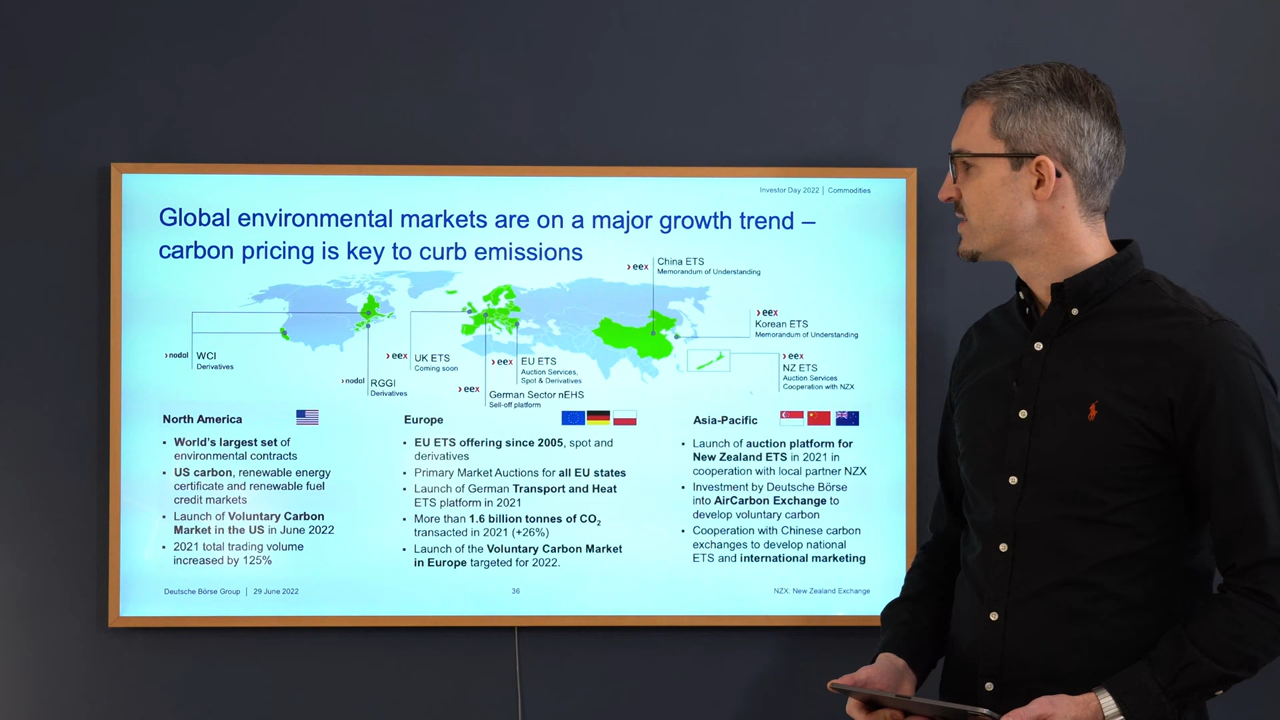 Investor Day 2022 | Commodities
Global environmental markets are on a major growth trend –
carbon pricing is key to curb emissions
eex
China ETS
Memorandum of Understanding
eex
Korean ETS
Memorandum of Understanding
nodal
WCI
Derivatives
nodal
RGGI
Derivatives
eex
UK ETS
Coming soon
eex
EU ETS
Auction Services,
Spot & Derivatives
eex
German Sector nEHS
Sell-off platform
eex
NZ ETS
Auction Services
Cooperation with NZX
North America
▪ World's largest set of
environmental contracts
▪ US carbon, renewable energy
certificate and renewable fuel
credit markets
▪ Launch of Voluntary Carbon
Market in the US in June 2022
▪ 2021 total trading volume
increased by 125%
Europe
▪ EU ETS offering since 2005, spot and
derivatives
▪ Primary Market Auctions for all EU states
▪ Launch of German Transport and Heat
ETS platform in 2021
▪ More than 1.6 billion tonnes of CO₂
transacted in 2021 (+26%)
▪ Launch of the Voluntary Carbon Market
in Europe targeted for 2022.
Asia-Pacific
▪ Launch of auction platform for
New Zealand ETS in 2021 in
cooperation with local partner NZX
▪ Investment by Deutsche Börse
into AirCarbon Exchange to
develop voluntary carbon
▪ Cooperation with Chinese carbon
exchanges to develop national
ETS and international marketing
Deutsche Börse Group | 29 June 2022
36
NZX: New Zealand Exchange